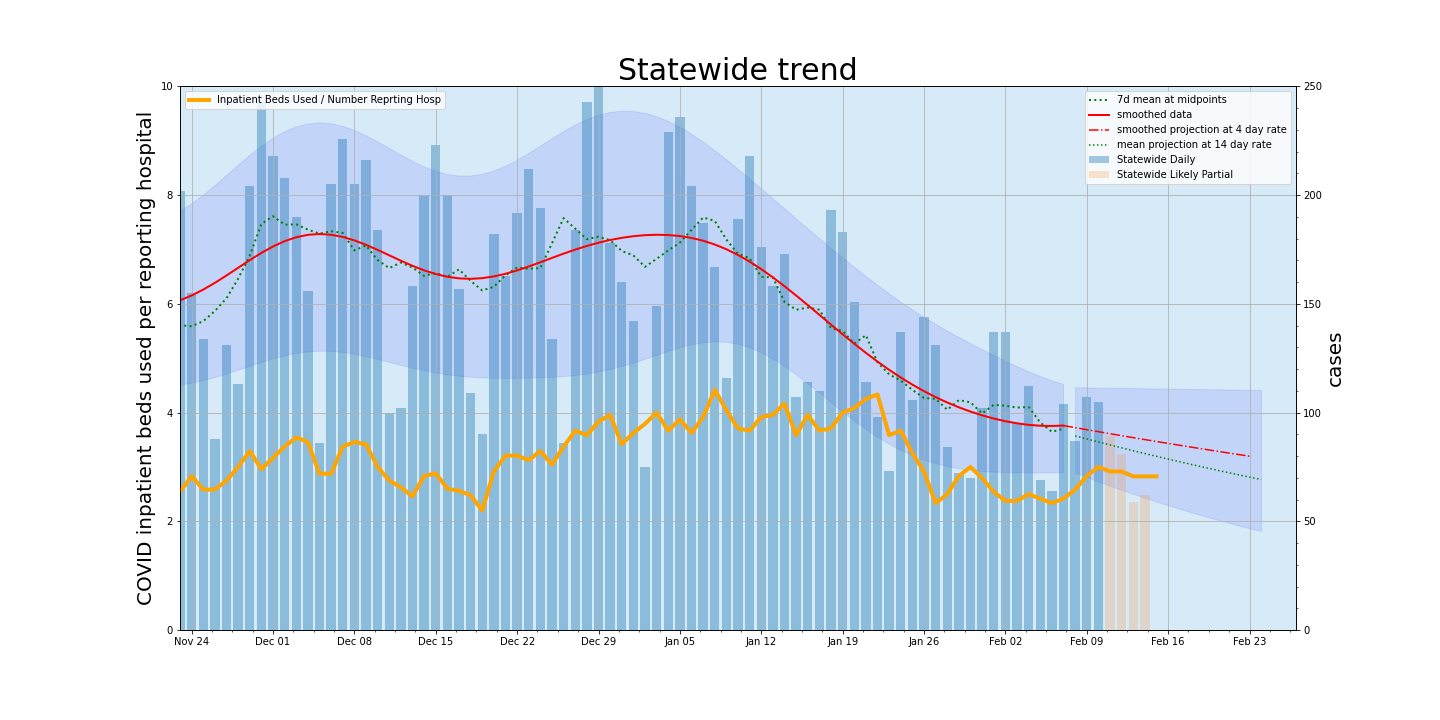 Statewide trend
Inpatient Beds Used / Number Reprting Hosp
7d mean at midpoints
smoothed data
smoothed projection at 4 day rate
mean projection at 14 day rate
Statewide Daily
Statewide Likely Partial
COVID inpatient beds used per reporting hospital
10
8
6
4
2
0
250
200
150
100
50
0
cases
Nov 24 Dec 01 Dec 08 Dec 15 Dec 22 Dec 29 Jan 05 Jan 12 Jan 19 Jan 26 Feb 02 Feb 09 Feb 16 Feb 23